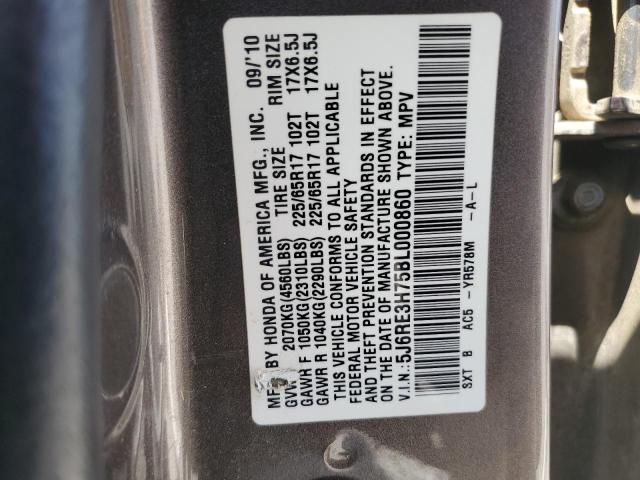 MFD BY HONDA OF AMERICA MFG., INC. 09/'10
2070KG(4560LBS) TIRE SIZE RIM SIZE
GAWR F 1050KG(2310LBS) 225/65R17 102T 17X6.5J
GAWR R 1040KG(2290LBS) 225/65R17 102T 17X6.5J
THIS VEHICLE CONFORMS TO ALL APPLICABLE
FEDERAL MOTOR VEHICLE SAFETY
AND THEFT PREVENTION STANDARDS IN EFFECT
ON THE DATE OF MANUFACTURE SHOWN ABOVE.
V.I.N.: 5J6RE3H75BL000860 TYPE: MPV
SXT B AC5 -YR578M -A-L